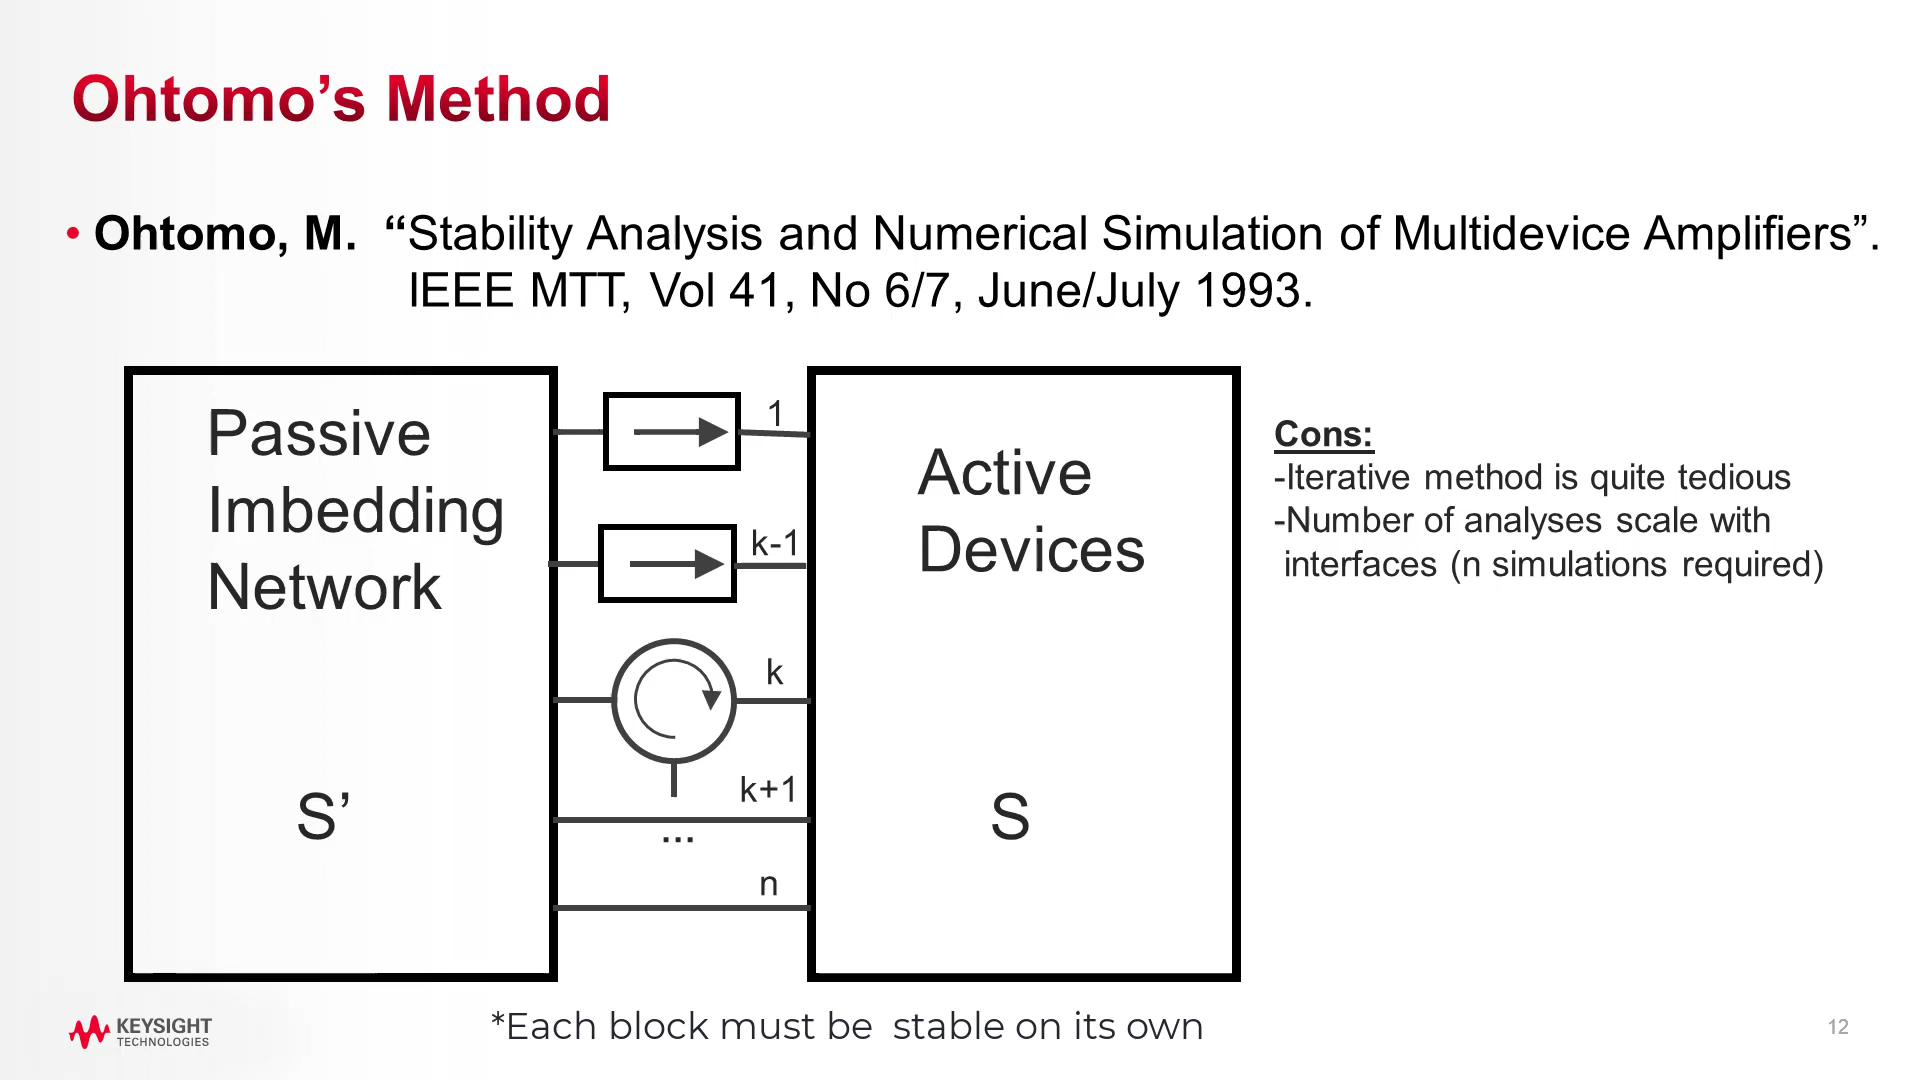 Ohtomo’s Method
• Ohtomo, M. “Stability Analysis and Numerical Simulation of Multidevice Amplifiers”.
IEEE MTT, Vol 41, No 6/7, June/July 1993.
Passive
Imbedding
Network
S’
1
k-1
k
k+1
...
n
Active
Devices
S
Cons:
-Iterative method is quite tedious
-Number of analyses scale with
interfaces (n simulations required)
*Each block must be stable on its own
KEYSIGHT
TECHNOLOGIES
12